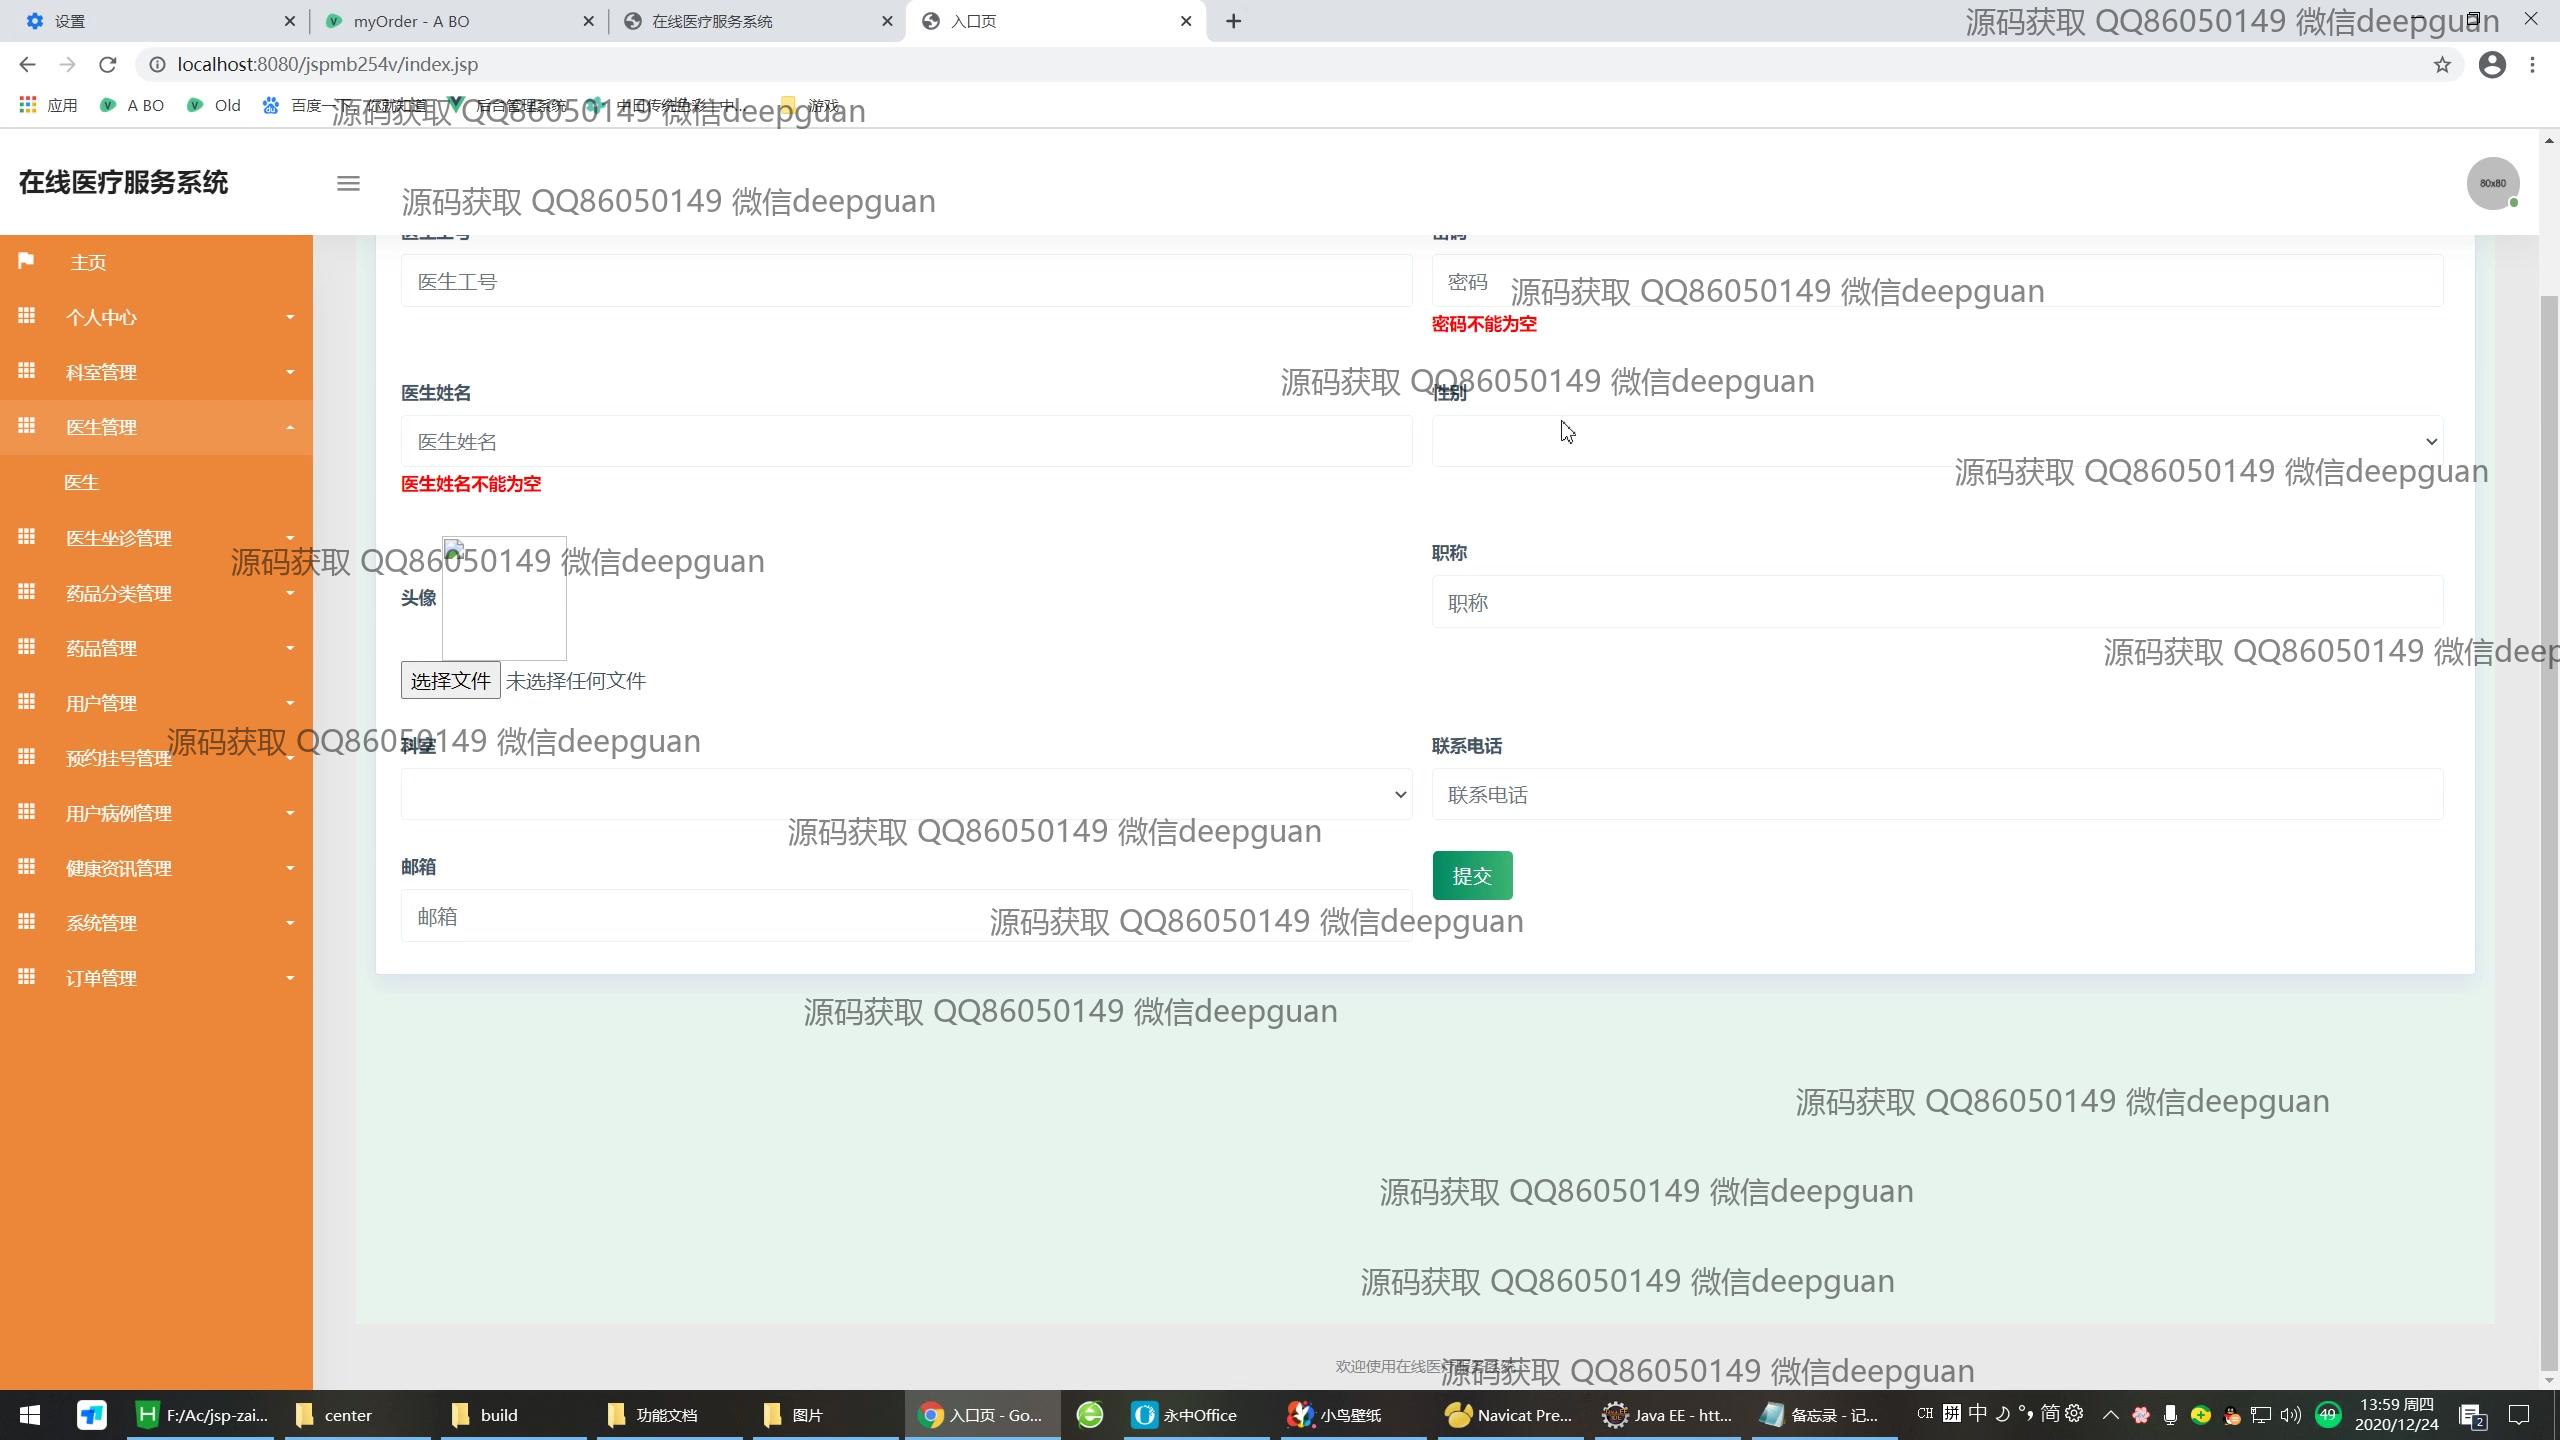 设置
myOrder - A BO
在线医疗服务系统
入口页
源码获取 QQ86050149 微信deepguan
localhost:8080/jspmb254v/index.jsp
应用
A BO
Old
百度一下
后台管理系统
游戏
源码获取 QQ86050149 微信deepguan
在线医疗服务系统
源码获取 QQ86050149 微信deepguan
80x80
主页
个人中心
科室管理
医生管理
医生
医生坐诊管理
药品分类管理
药品管理
用户管理
预约挂号管理
用户病例管理
健康资讯管理
系统管理
订单管理
医生工号
密码
源码获取 QQ86050149 微信deepguan
密码不能为空
源码获取 QQ86050149 微信deepguan
医生姓名
性别
医生姓名
源码获取 QQ86050149 微信deepguan
医生姓名不能为空
源码获取 QQ86050149 微信deepguan
职称
头像
职称
源码获取 QQ86050149 微信deep
选择文件 未选择任何文件
源码获取 QQ86050149 微信deepguan
科室
联系电话
联系电话
源码获取 QQ86050149 微信deepguan
邮箱
提交
邮箱
源码获取 QQ86050149 微信deepguan
源码获取 QQ86050149 微信deepguan
源码获取 QQ86050149 微信deepguan
源码获取 QQ86050149 微信deepguan
源码获取 QQ86050149 微信deepguan
欢迎使用在线医疗服务系统
源码获取 QQ86050149 微信deepguan
F:/Ac/jsp-zai...
center
build
功能文档
图片
入口页 - Go...
永中Office
小鸟壁纸
Navicat Pre...
Java EE - htt...
备忘录 - 记...
CH 拼 中 简
49
13:59 周四
2020/12/24
2